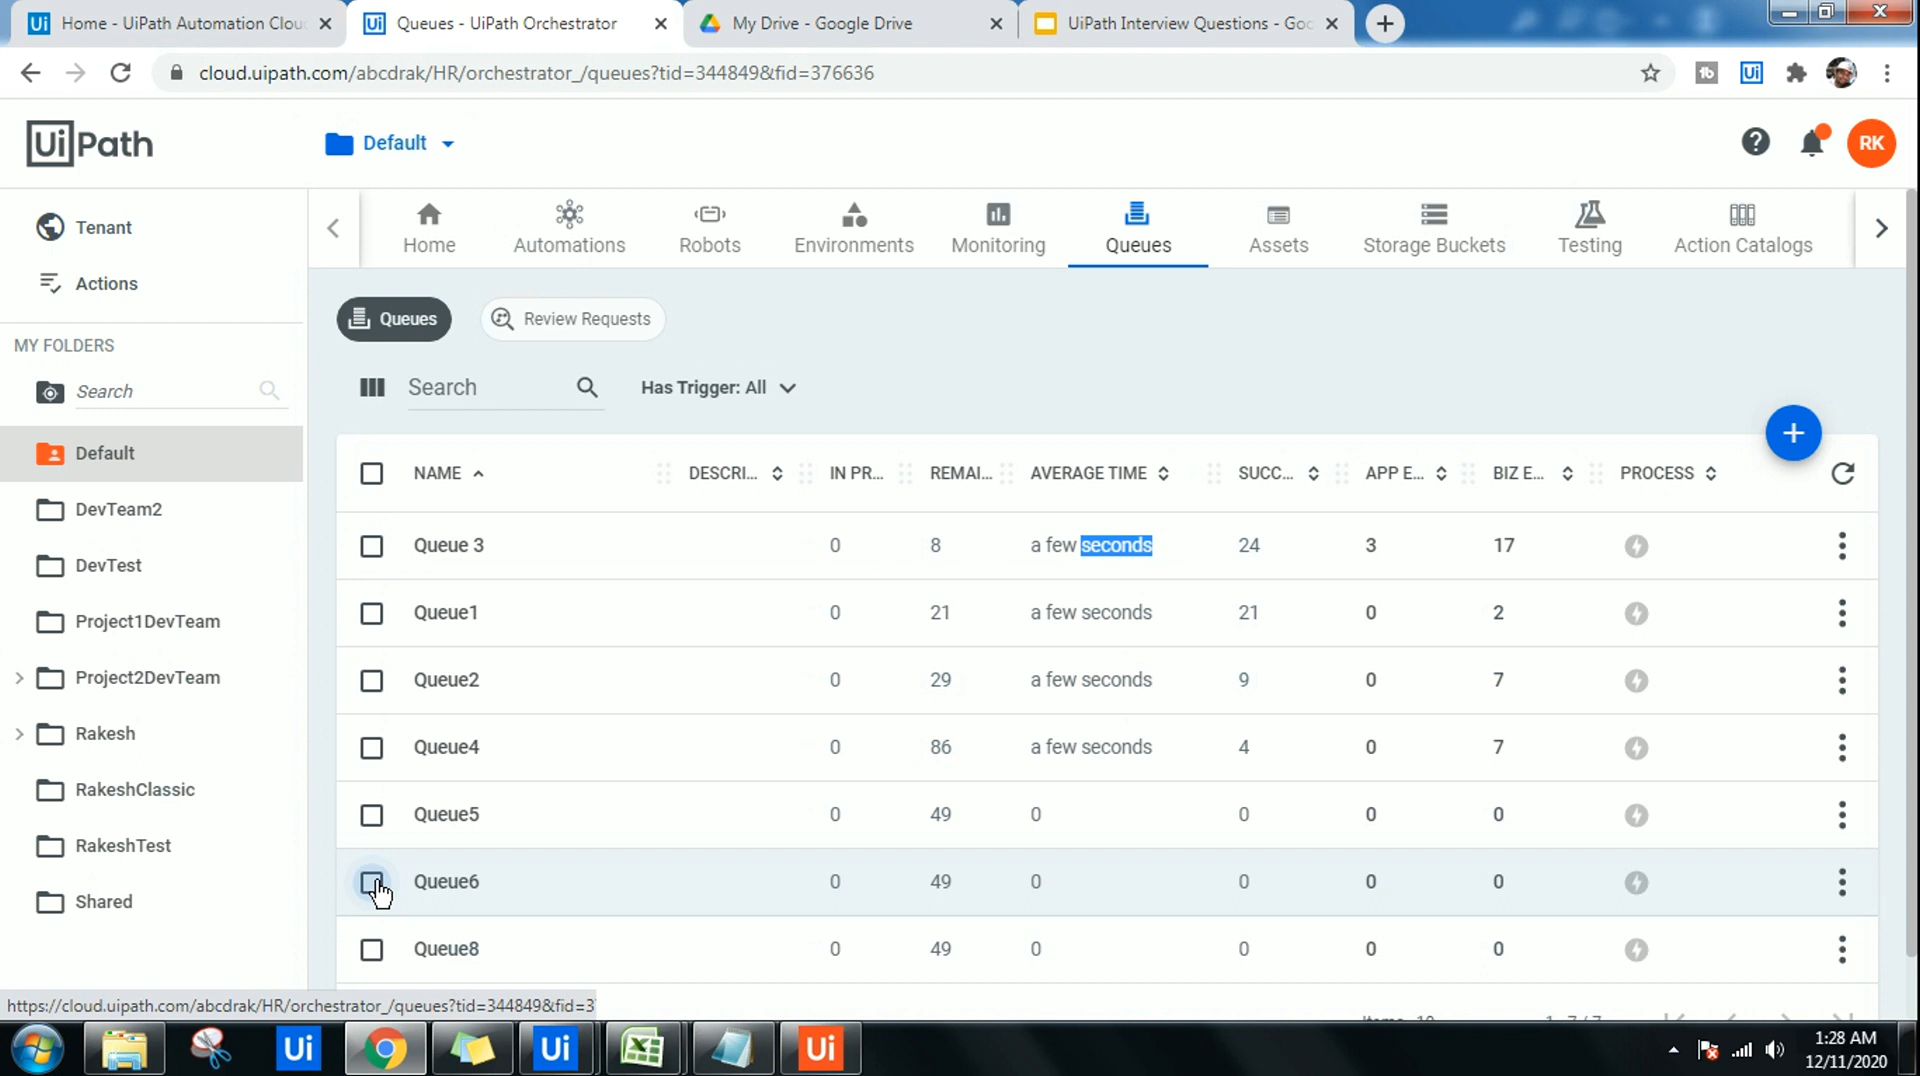 Home - UiPath Automation Clou
Queues - UiPath Orchestrator
My Drive - Google Drive
UiPath Interview Questions - Goo
cloud.uipath.com/abcdrak/HR/orchestrator_/queues?tid=344849&fid=376636
UiPath
Default
RK
Tenant
Actions
MY FOLDERS
Search
Default
DevTeam2
DevTest
Project1DevTeam
Project2DevTeam
Rakesh
RakeshClassic
RakeshTest
Shared
Home Automations Robots Environments Monitoring Queues Assets Storage Buckets Testing Action Catalogs
Queues Review Requests
Search Has Trigger: All
NAME DESCRI... IN PR... REMAI... AVERAGE TIME SUCC... APP E... BIZ E... PROCESS
Queue 3 0 8 a few seconds 24 3 17
Queue1 0 21 a few seconds 21 0 2
Queue2 0 29 a few seconds 9 0 7
Queue4 0 86 a few seconds 4 0 7
Queue5 0 49 0 0 0 0
Queue6 0 49 0 0 0 0
Queue8 0 49 0 0 0 0
https://cloud.uipath.com/abcdrak/HR/orchestrator_/queues?tid=344849&fid=3
Ui Ui Ui
1:28 AM
12/11/2020